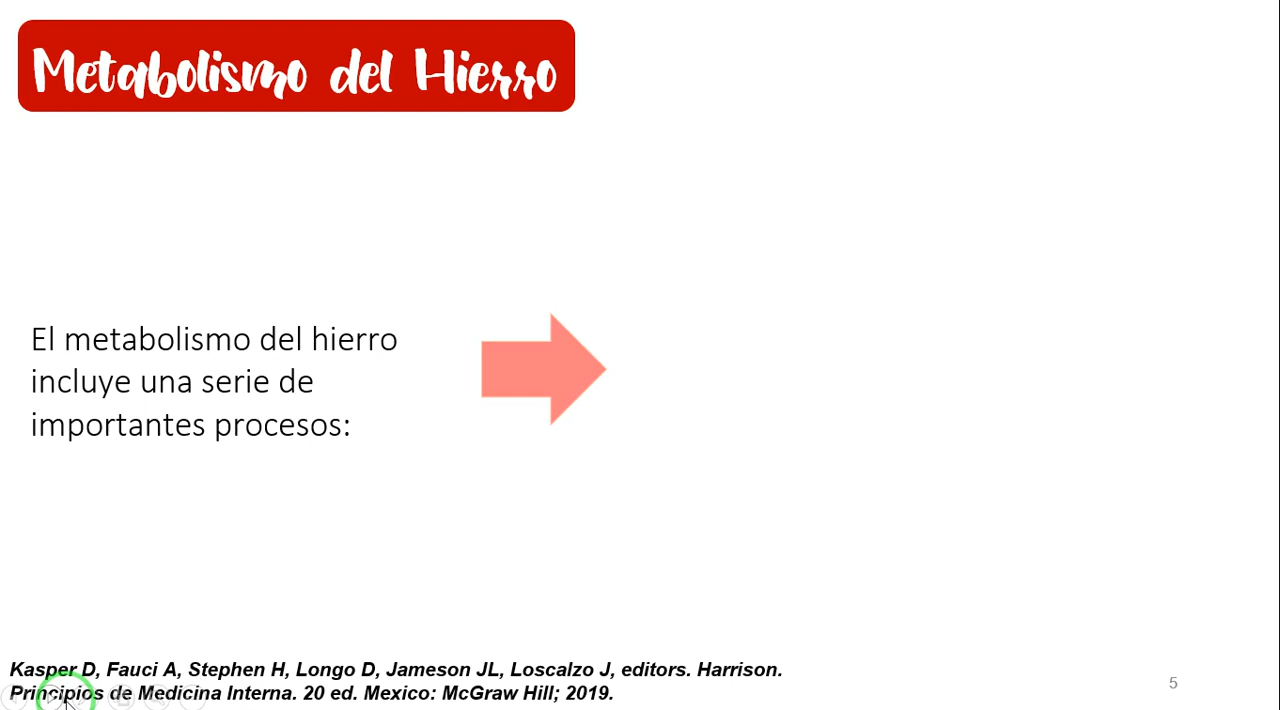 Metabolismo del Hierro
El metabolismo del hierro
incluye una serie de
importantes procesos:
Kasper D, Fauci A, Stephen H, Longo D, Jameson JL, Loscalzo J, editors. Harrison.
Principios de Medicina Interna. 20 ed. Mexico: McGraw Hill; 2019.
5